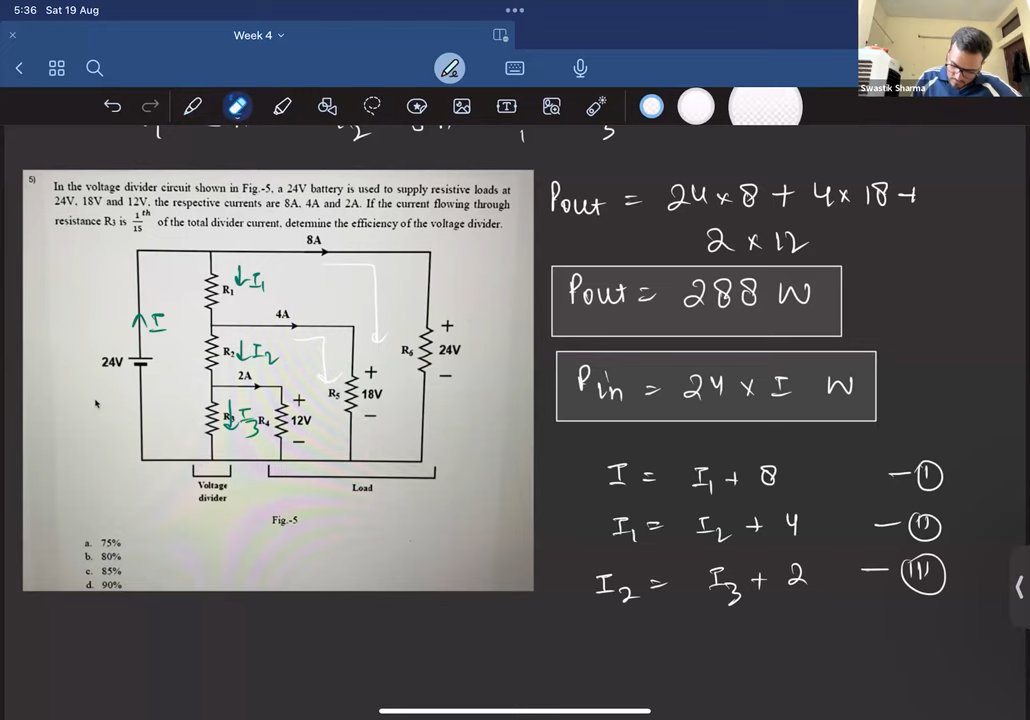 5:36 Sat 19 Aug
Week 4
Swastik Sharma
5)
In the voltage divider circuit shown in Fig.-5, a 24V battery is used to supply resistive loads at
24V, 18V and 12V, the respective currents are 8A, 4A and 2A. If the current flowing through
resistance R3 is 1/15 th of the total divider current, determine the efficiency of the voltage divider.
8A
R₁
↓I₁
4A
I
24V
R₂
↓I₂
2A
R₆
+
24V
−
R₅
+
18V
−
↓I₃
R₄
+
12V
−
Voltage
divider
Load
Fig.-5
a. 75%
b. 80%
c. 85%
d. 90%
Pout = 24 × 8 + 4 × 18 +
2 × 12
Pout = 288 W
Pin = 24 × I W
I = I₁ + 8 — ①
I₁ = I₂ + 4 — (II)
I₂ = I₃ + 2 — (III)